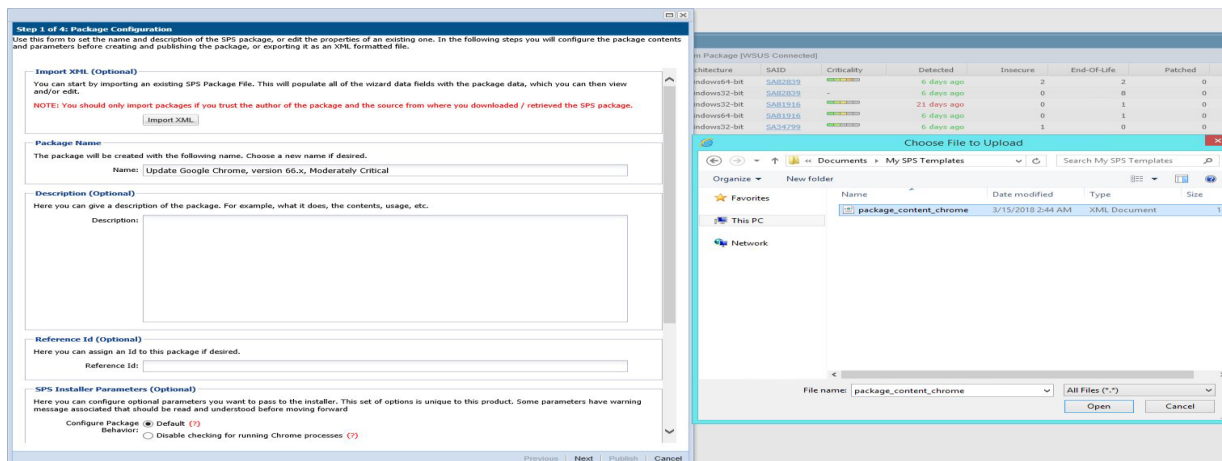 Step 1 of 4: Package Configuration
Use this form to set the name and description of the SPS package, or edit the properties of an existing one. In the following steps you will configure the package contents
and parameters before creating and publishing the package, or exporting it as an XML formatted file.
Import XML (Optional)
You can start by importing an existing SPS Package File. This will populate all of the wizard data fields with the package data, which you can then view
and/or edit.
NOTE: You should only import packages if you trust the author of the package and the source from where you downloaded / retrieved the SPS package.
Import XML
Package Name
The package will be created with the following name. Choose a new name if desired.
Name: Update Google Chrome, version 66.x, Moderately Critical
Description (Optional)
Here you can give a description of the package. For example, what it does, the contents, usage, etc.
Description:
Reference Id (Optional)
Here you can assign an Id to this package if desired.
Reference Id:
SPS Installer Parameters (Optional)
Here you can configure optional parameters you want to pass to the installer. This set of options is unique to this product. Some parameters have warning
message associated that should be read and understood before moving forward
Configure Package Behavior: Default (?)
Disable checking for running Chrome processes (?)
Previous Next Publish Cancel
m Package [WSUS Connected]
chitecture SAID Criticality Detected Insecure End-Of-Life Patched
indows64-bit SA82839 6 days ago 2 2 0
indows32-bit SA82839 - 6 days ago 0 8 0
indows32-bit SA81916 21 days ago 0 1 0
indows64-bit SA81916 6 days ago 0 1 0
indows32-bit SA34799 6 days ago 1 0 0
Choose File to Upload
« Documents My SPS Templates Search My SPS Templates
Organize New folder
Name Date modified Type Size
Favorites
package_content_chrome 3/15/2018 2:44 AM XML Document 1
This PC
Network
File name: package_content_chrome All Files (*.*)
Open Cancel